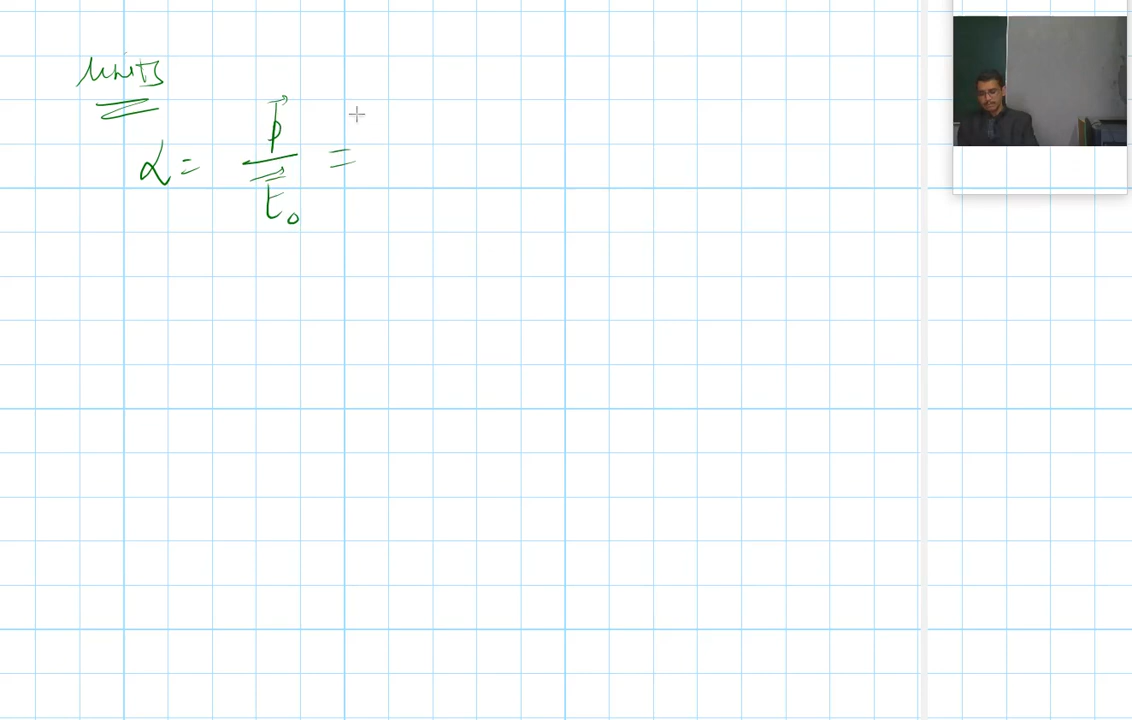 units
α = p⃗ / E⃗₀ =